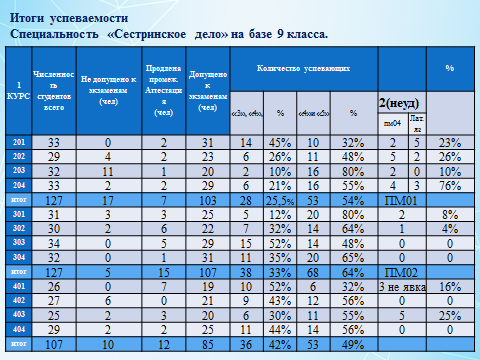 Итоги успеваемости
Специальность «Сестринское дело» на базе 9 класса.
1 КУРС Численность студентов всего Не допущено к экзаменам (чел) Продлена промеж. Аттестация (чел) Допущено к экзаменам (чел) Количество успевающих %
«3», «4», % «4»и «5» % 2(неуд)
пм04 Лат.яз
201 33 0 2 31 14 45% 10 32% 2 5 23%
202 29 4 2 23 6 26% 11 48% 5 2 26%
203 32 11 1 20 2 10% 16 80% 2 0 10%
204 33 2 2 29 6 21% 16 55% 4 3 76%
итог 127 17 7 103 28 25,5% 53 54% ПМ01
301 31 3 3 25 5 12% 20 80% 2 8%
302 30 2 6 22 7 32% 14 64% 1 4%
303 34 0 5 29 15 52% 14 48% 0 0
304 32 0 1 31 11 35% 20 65% 0 0
итог 127 5 15 107 38 33% 68 64% ПМ02
401 26 0 7 19 10 52% 6 32% 3 не явка 16%
402 27 6 0 21 9 43% 12 56% 0 0
403 25 2 3 20 6 30% 11 55% 5 25%
404 29 2 2 25 11 44% 14 56% 0 0
итог 107 10 12 85 36 42% 53 49%